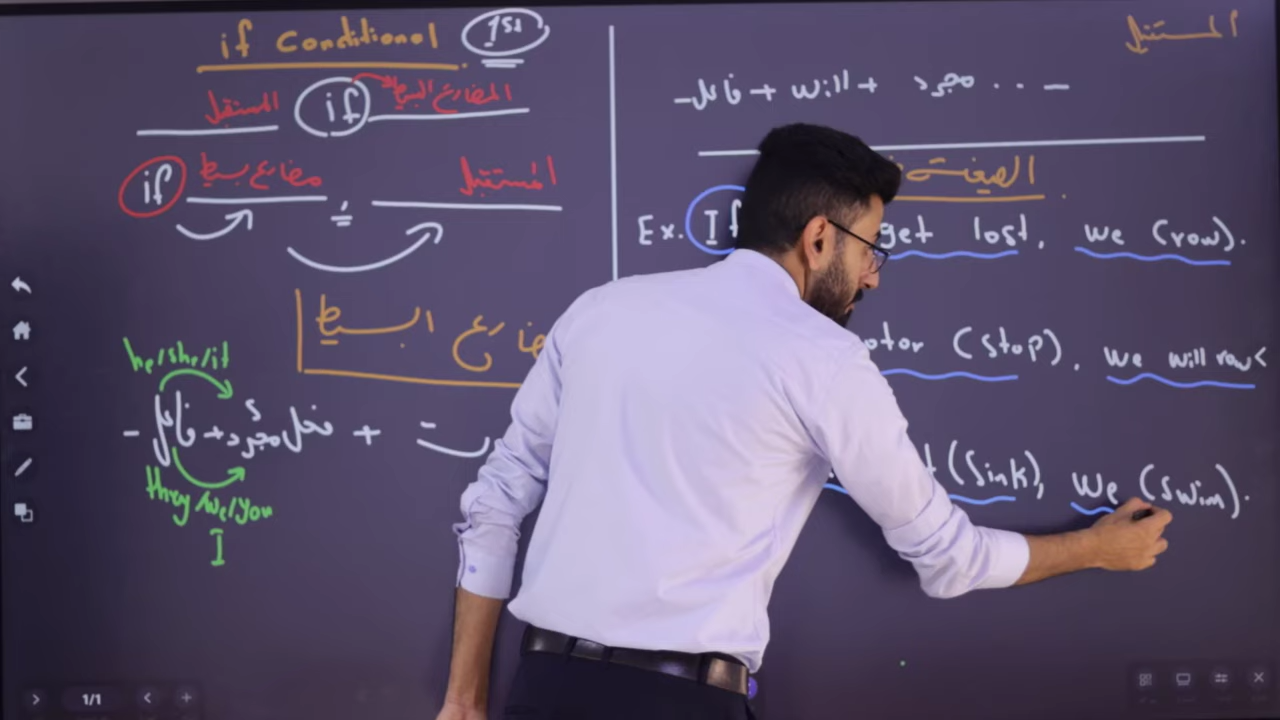 if Conditional 1st
المستقبل if المضارع البسيط
if مضارع بسيط , المستقبل
المضارع البسيط
he/she/it
- فاعل + فعل مجرد s +
they/we/you
I
المستقبل
- فاعل + will + مجرد ... -
Ex. If get lost, we (row).
(stop), we will row
(Sink), we (swim).
1/1